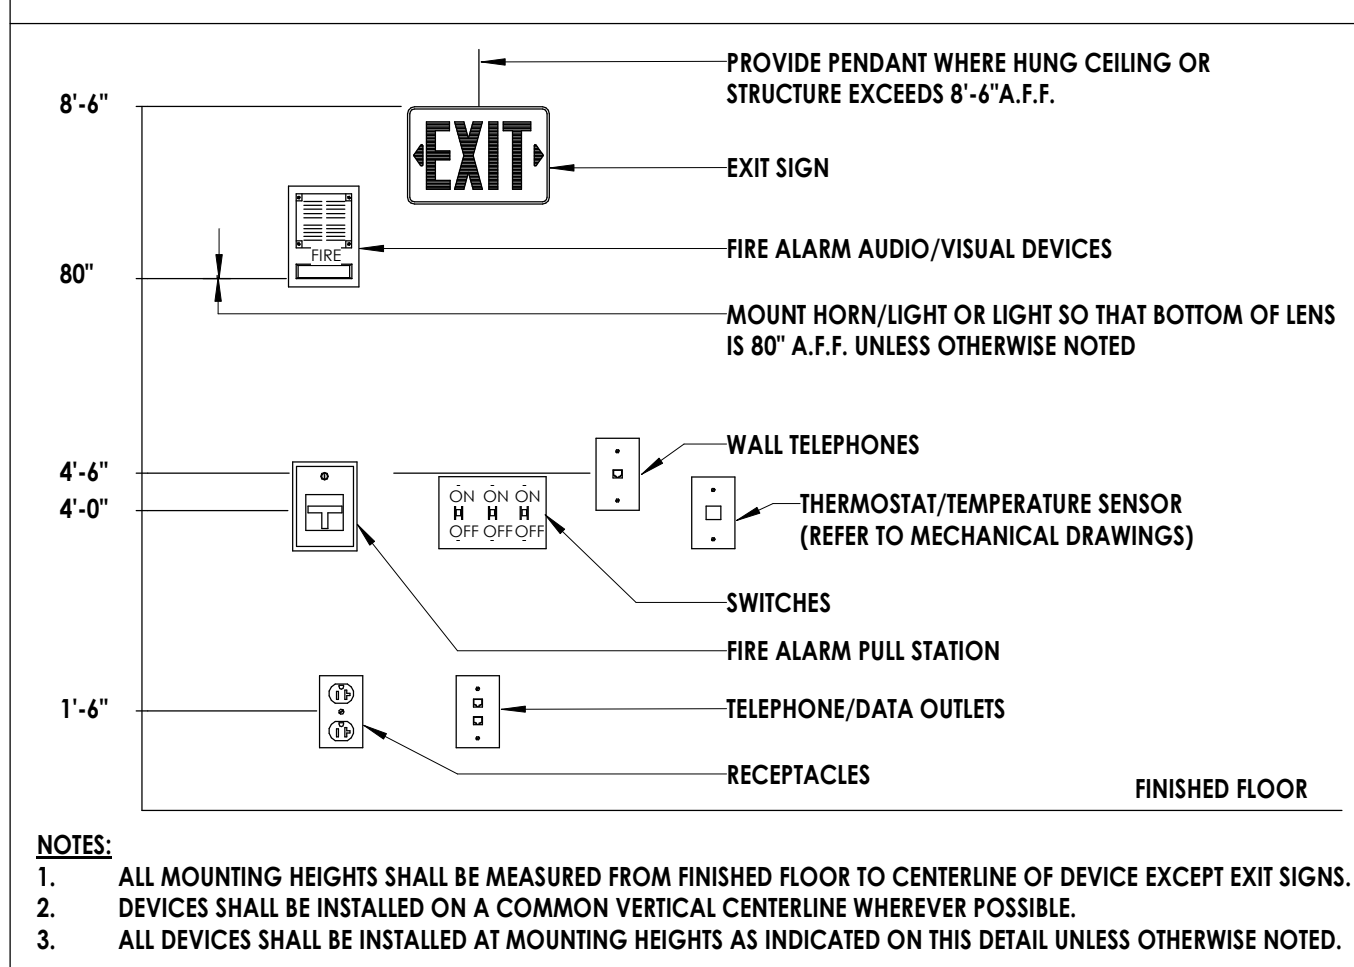 PROVIDE PENDANT WHERE HUNG CEILING OR
STRUCTURE EXCEEDS 8'-6"A.F.F.
8'-6"
EXIT
EXIT SIGN
FIRE
FIRE ALARM AUDIO/VISUAL DEVICES
80"
MOUNT HORN/LIGHT OR LIGHT SO THAT BOTTOM OF LENS
IS 80" A.F.F. UNLESS OTHERWISE NOTED
WALL TELEPHONES
4'-6"
4'-0"
ON ON ON
OFF OFF OFF
THERMOSTAT/TEMPERATURE SENSOR
(REFER TO MECHANICAL DRAWINGS)
SWITCHES
FIRE ALARM PULL STATION
1'-6"
TELEPHONE/DATA OUTLETS
RECEPTACLES
FINISHED FLOOR
NOTES:
1. ALL MOUNTING HEIGHTS SHALL BE MEASURED FROM FINISHED FLOOR TO CENTERLINE OF DEVICE EXCEPT EXIT SIGNS.
2. DEVICES SHALL BE INSTALLED ON A COMMON VERTICAL CENTERLINE WHEREVER POSSIBLE.
3. ALL DEVICES SHALL BE INSTALLED AT MOUNTING HEIGHTS AS INDICATED ON THIS DETAIL UNLESS OTHERWISE NOTED.